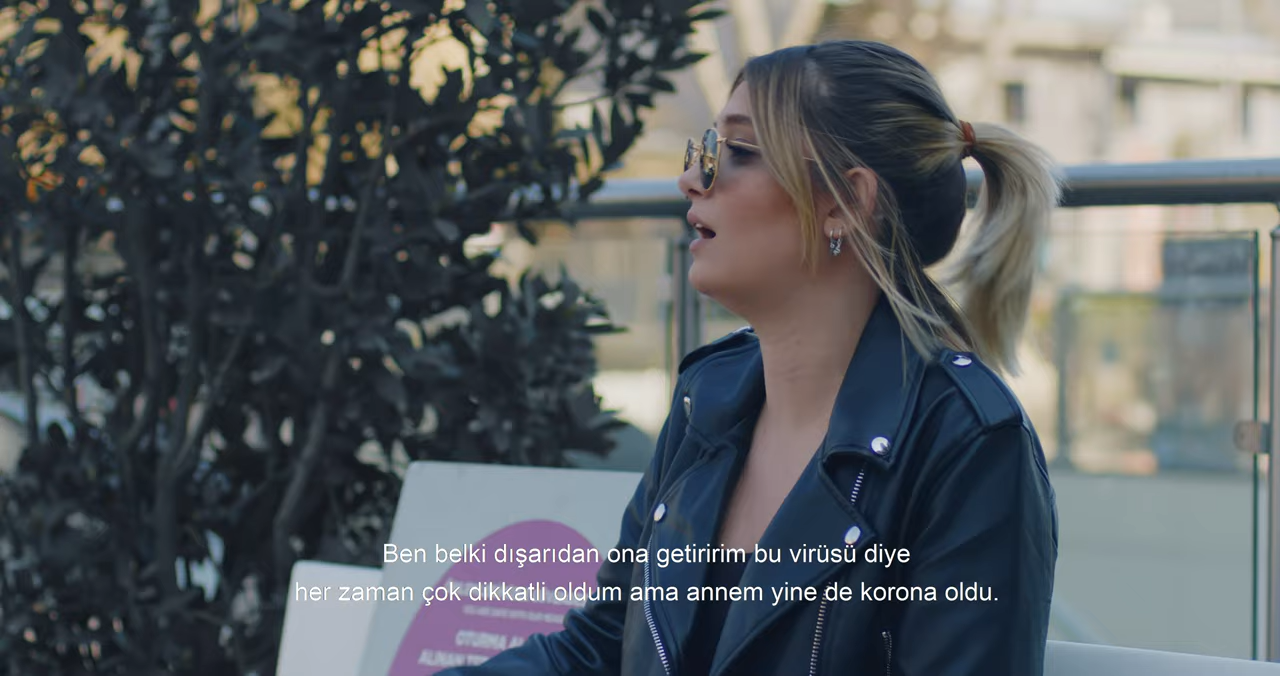 Ben belki dışarıdan ona getiririm bu virüsü diye
her zaman çok dikkatli oldum ama annem yine de korona oldu.
OTURMA